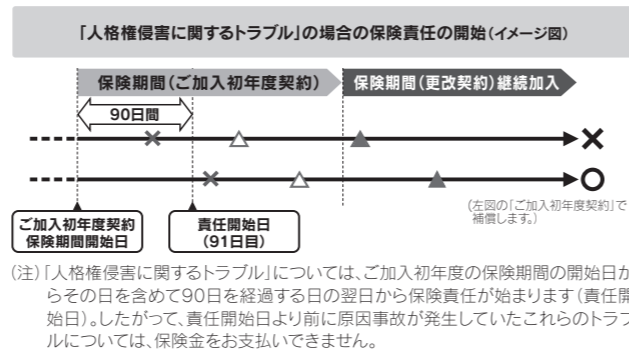 「人格権侵害に関するトラブル」の場合の保険責任の開始（イメージ図）
保険期間（ご加入初年度契約）
保険期間（更改契約）継続加入
90日間
（左図の「ご加入初年度契約」で
補償します。）
ご加入初年度契約
保険期間開始日
責任開始日
（91日目）
（注）「人格権侵害に関するトラブル」については、ご加入初年度の保険期間の開始日か
らその日を含めて90日を経過する日の翌日から保険責任が始まります（責任開
始日）。したがって、責任開始日より前に原因事故が発生していたこれらのトラブ
ルについては、保険金をお支払いできません。